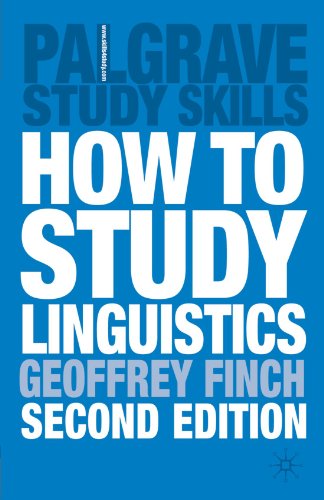 PALGRAVE
www.skills4study.com
STUDY SKILLS
HOW TO
STUDY
LINGUISTICS
GEOFFREY FINCH
SECOND EDITION